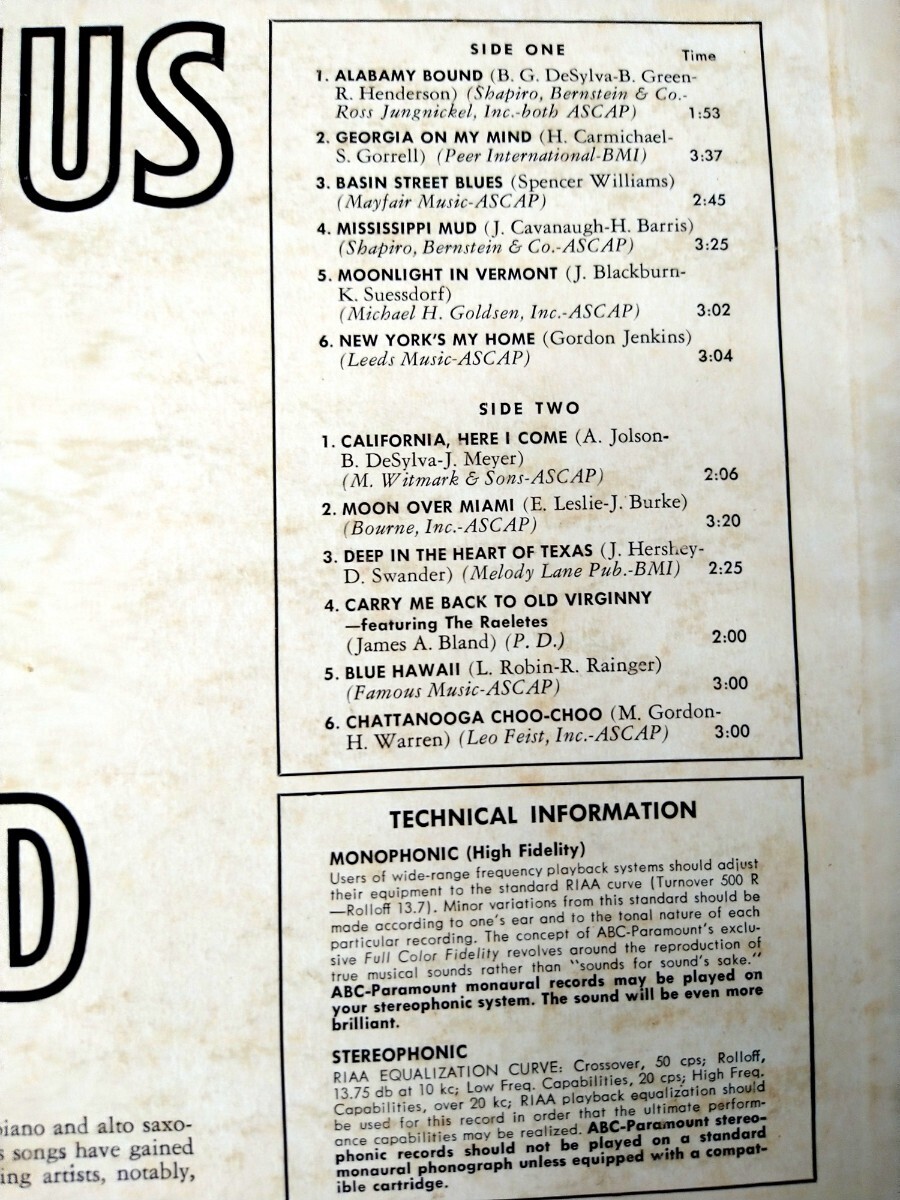 US
SIDE ONE
Time
1. ALABAMY BOUND (B. G. DeSylva-B. Green-
R. Henderson) (Shapiro, Bernstein & Co.-
Ross Jungnickel, Inc.-both ASCAP) 1:53
2. GEORGIA ON MY MIND (H. Carmichael-
S. Gorrell) (Peer International-BMI) 3:37
3. BASIN STREET BLUES (Spencer Williams)
(Mayfair Music-ASCAP) 2:45
4. MISSISSIPPI MUD (J. Cavanaugh-H. Barris)
(Shapiro, Bernstein & Co.-ASCAP) 3:25
5. MOONLIGHT IN VERMONT (J. Blackburn-
K. Suessdorf)
(Michael H. Goldsen, Inc.-ASCAP) 3:02
6. NEW YORK'S MY HOME (Gordon Jenkins)
(Leeds Music-ASCAP) 3:04
SIDE TWO
1. CALIFORNIA, HERE I COME (A. Jolson-
B. DeSylva-J. Meyer)
(M. Witmark & Sons-ASCAP) 2:06
2. MOON OVER MIAMI (E. Leslie-J. Burke)
(Bourne, Inc.-ASCAP) 3:20
3. DEEP IN THE HEART OF TEXAS (J. Hershey-
D. Swander) (Melody Lane Pub.-BMI) 2:25
4. CARRY ME BACK TO OLD VIRGINNY
—featuring The Raeletes
(James A. Bland) (P. D.) 2:00
5. BLUE HAWAII (L. Robin-R. Rainger)
(Famous Music-ASCAP) 3:00
6. CHATTANOOGA CHOO-CHOO (M. Gordon-
H. Warren) (Leo Feist, Inc.-ASCAP) 3:00
D
TECHNICAL INFORMATION
MONOPHONIC (High Fidelity)
Users of wide-range frequency playback systems should adjust
their equipment to the standard RIAA curve (Turnover 500 R
—Rolloff 13.7). Minor variations from this standard should be
made according to one's ear and to the tonal nature of each
particular recording. The concept of ABC-Paramount's exclu-
sive Full Color Fidelity revolves around the reproduction of
true musical sounds rather than "sounds for sound's sake."
ABC-Paramount monaural records may be played on
your stereophonic system. The sound will be even more
brilliant.
STEREOPHONIC
RIAA EQUALIZATION CURVE: Crossover, 50 cps; Rolloff,
13.75 db at 10 kc; Low Freq. Capabilities, 20 cps; High Freq.
Capabilities, over 20 kc; RIAA playback equalization should
be used for this record in order that the ultimate perform-
ance capabilities may be realized. ABC-Paramount stereo-
phonic records should not be played on a standard
monaural phonograph unless equipped with a compat-
ible cartridge.
piano and alto saxo-
s songs have gained
ing artists, notably,